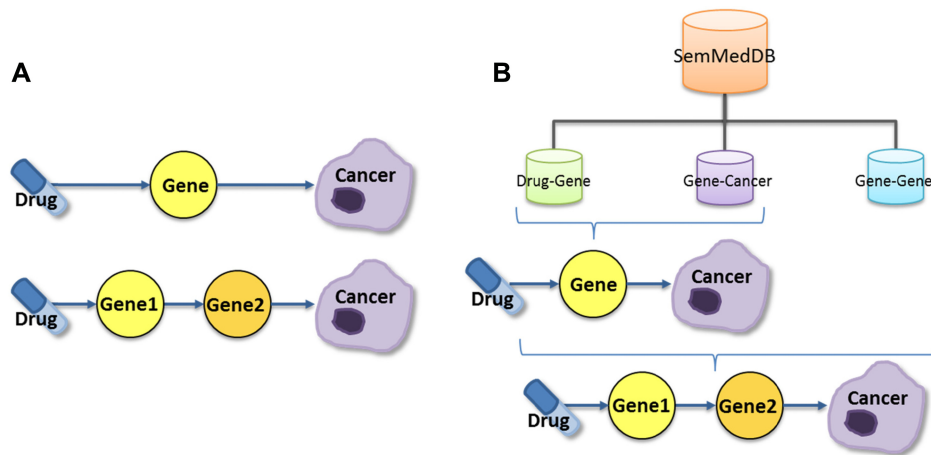 A
Drug
Gene
Cancer
Drug
Gene1
Gene2
Cancer
B
SemMedDB
Drug-Gene
Gene-Cancer
Gene-Gene
Drug
Gene
Cancer
Drug
Gene1
Gene2
Cancer